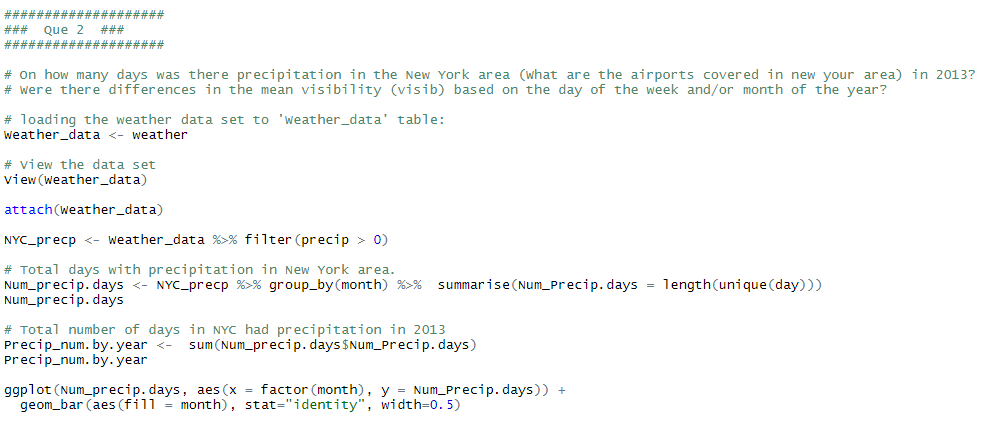 ####################
###  Que 2  ###
####################
# On how many days was there precipitation in the New York area (What are the airports covered in new your area) in 2013?
# Were there differences in the mean visibility (visib) based on the day of the week and/or month of the year?
# loading the weather data set to 'Weather_data' table:
Weather_data <- weather
# View the data set
View(Weather_data)
attach(Weather_data)
NYC_precp <- Weather_data %>% filter(precip > 0)
# Total days with precipitation in New York area.
Num_precip.days <- NYC_precp %>% group_by(month) %>%  summarise(Num_Precip.days = length(unique(day)))
Num_precip.days
# Total number of days in NYC had precipitation in 2013
Precip_num.by.year <-  sum(Num_precip.days$Num_Precip.days)
Precip_num.by.year
ggplot(Num_precip.days, aes(x = factor(month), y = Num_Precip.days)) +
  geom_bar(aes(fill = month), stat="identity", width=0.5)